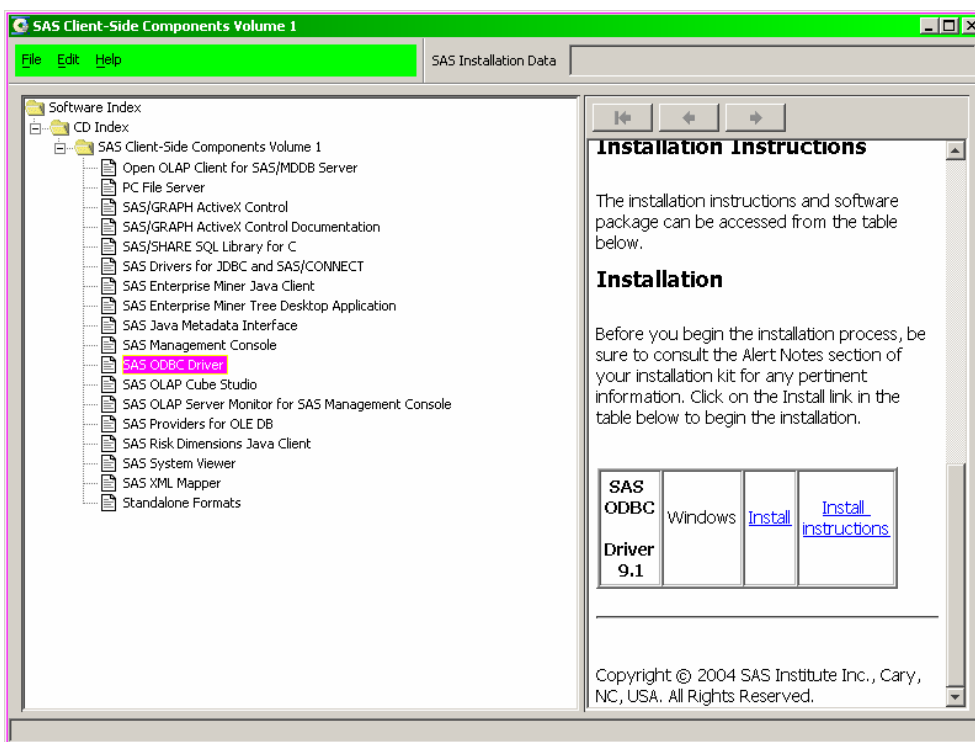 SAS Client-Side Components Volume 1
File Edit Help
SAS Installation Data
Software Index
CD Index
SAS Client-Side Components Volume 1
Open OLAP Client for SAS/MDDB Server
PC File Server
SAS/GRAPH ActiveX Control
SAS/GRAPH ActiveX Control Documentation
SAS/SHARE SQL Library for C
SAS Drivers for JDBC and SAS/CONNECT
SAS Enterprise Miner Java Client
SAS Enterprise Miner Tree Desktop Application
SAS Java Metadata Interface
SAS Management Console
SAS ODBC Driver
SAS OLAP Cube Studio
SAS OLAP Server Monitor for SAS Management Console
SAS Providers for OLE DB
SAS Risk Dimensions Java Client
SAS System Viewer
SAS XML Mapper
Standalone Formats
Installation Instructions
The installation instructions and software
package can be accessed from the table
below.
Installation
Before you begin the installation process, be
sure to consult the Alert Notes section of
your installation kit for any pertinent
information. Click on the Install link in the
table below to begin the installation.
SAS
ODBC
Driver
9.1
Windows
Install
Install
instructions
Copyright © 2004 SAS Institute Inc., Cary,
NC, USA. All Rights Reserved.